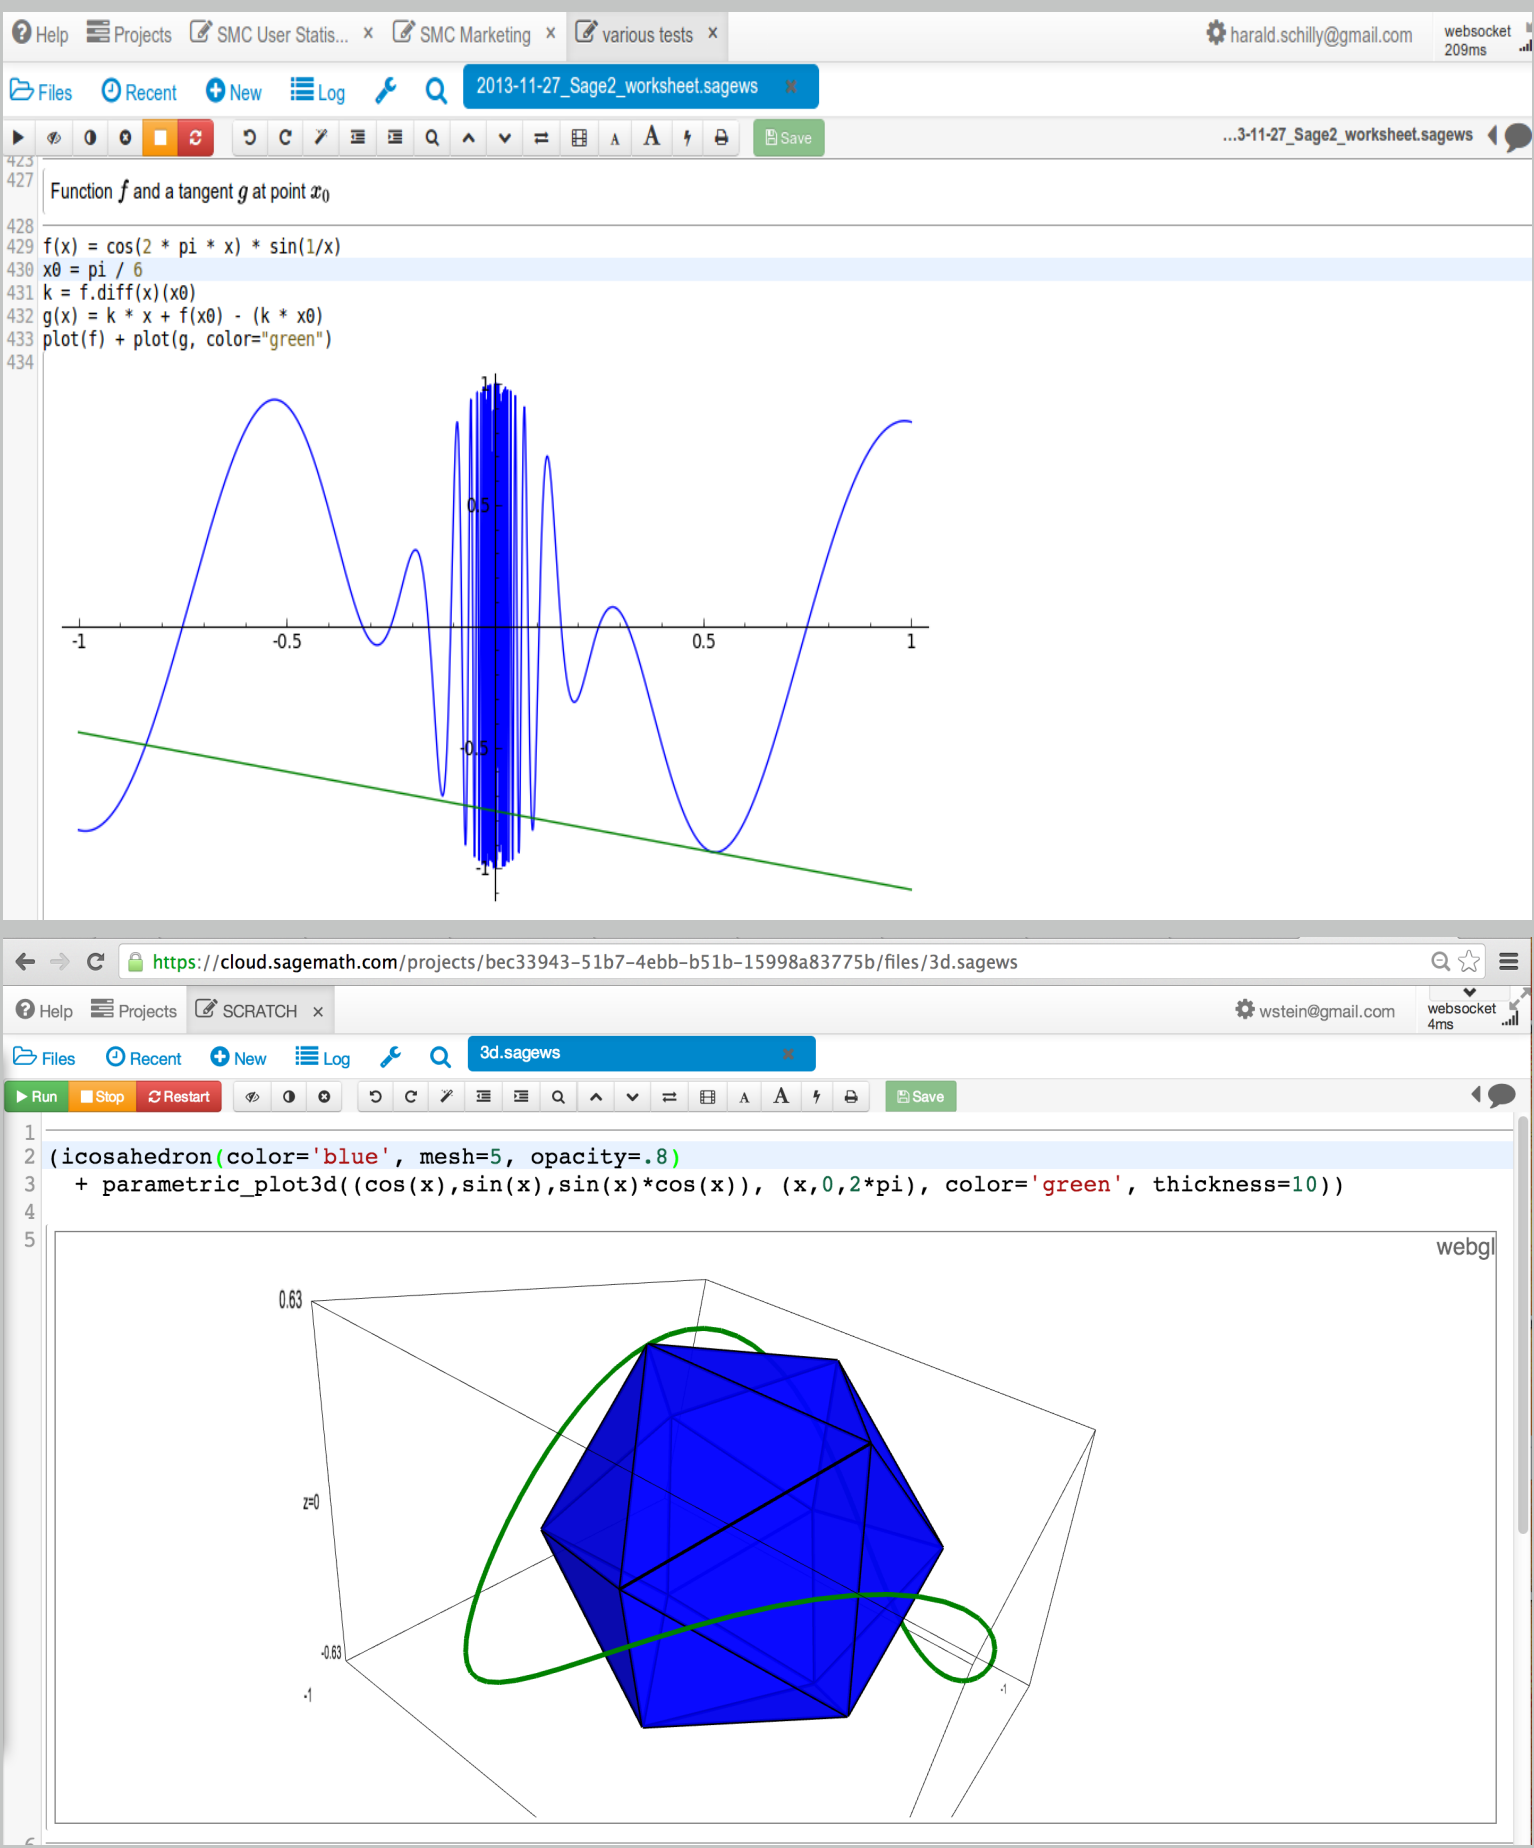 Help Projects SMC User Statis... × SMC Marketing × various tests × harald.schilly@gmail.com websocket 209ms
Files Recent New Log 2013-11-27_Sage2_worksheet.sagews ×
A A Save ...3-11-27_Sage2_worksheet.sagews
423
427 Function f and a tangent g at point x₀
428
429 f(x) = cos(2 * pi * x) * sin(1/x)
430 x0 = pi / 6
431 k = f.diff(x)(x0)
432 g(x) = k * x + f(x0) - (k * x0)
433 plot(f) + plot(g, color="green")
434
1
0.5
-1 -0.5 0.5 1
-0.5
-1
https://cloud.sagemath.com/projects/bec33943-51b7-4ebb-b51b-15998a83775b/files/3d.sagews
Help Projects SCRATCH × wstein@gmail.com websocket 4ms
Files Recent New Log 3d.sagews ×
Run Stop Restart A A Save
1
2 (icosahedron(color='blue', mesh=5, opacity=.8)
3 + parametric_plot3d((cos(x),sin(x),sin(x)*cos(x)), (x,0,2*pi), color='green', thickness=10))
4
5 webgl
0.63
z=0
-0.63
-1 -1
6